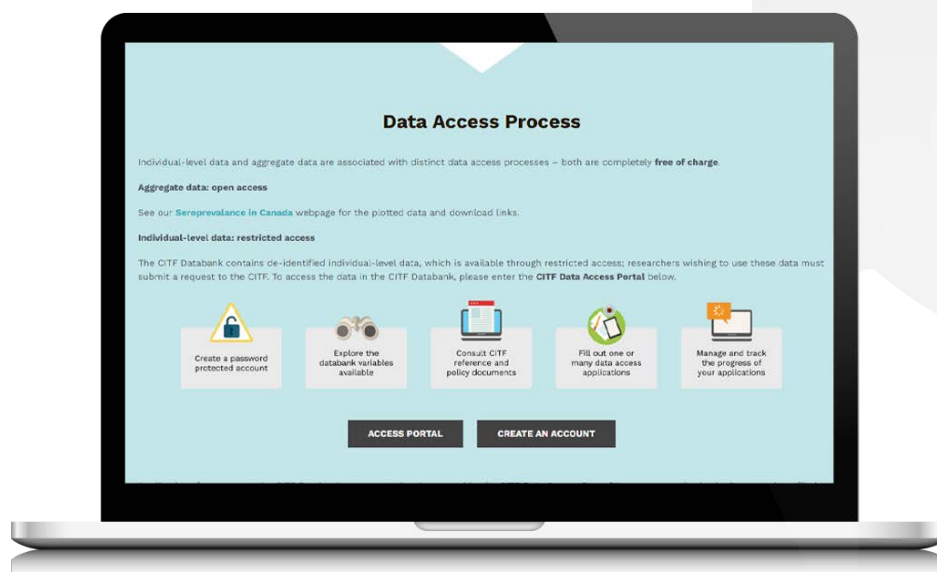 Data Access Process
Individual-level data and aggregate data are associated with distinct data access processes – both are completely free of charge.
Aggregate data: open access
See our Seroprevalance in Canada webpage for the plotted data and download links.
Individual-level data: restricted access
The CITF Databank contains de-identified individual-level data, which is available through restricted access; researchers wishing to use these data must
submit a request to the CITF. To access the data in the CITF Databank, please enter the CITF Data Access Portal below.
Create a password
protected account
Explore the
databank variables
available
Consult CITF
reference and
policy documents
Fill out one or
many data access
applications
Manage and track
the progress of
your applications
ACCESS PORTAL
CREATE AN ACCOUNT